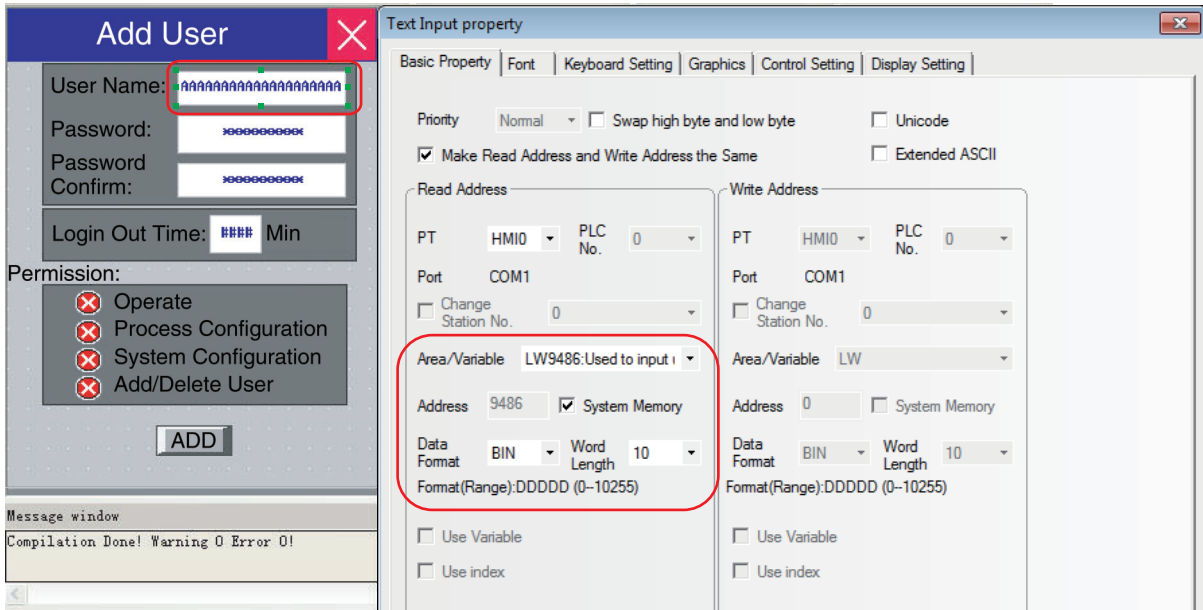 Add User
User Name:
AAAAAAAAAAAAAAAAAAAA
Password:
**********
Password
Confirm:
**********
Login Out Time: #### Min
Permission:
Operate
Process Configuration
System Configuration
Add/Delete User
ADD
Message window
Compilation Done! Warning 0 Error 0!
Text Input property
Basic Property Font Keyboard Setting Graphics Control Setting Display Setting
Priority Normal Swap high byte and low byte Unicode
Make Read Address and Write Address the Same Extended ASCII
Read Address
PT HMI0 PLC No. 0
Port COM1
Change Station No. 0
Area/Variable LW9486:Used to input u
Address 9486 System Memory
Data Format BIN Word Length 10
Format(Range):DDDDD (0--10255)
Use Variable
Use index
Write Address
PT HMI0 PLC No. 0
Port COM1
Change Station No. 0
Area/Variable LW
Address 0 System Memory
Data Format BIN Word Length 10
Format(Range):DDDDD (0--10255)
Use Variable
Use index